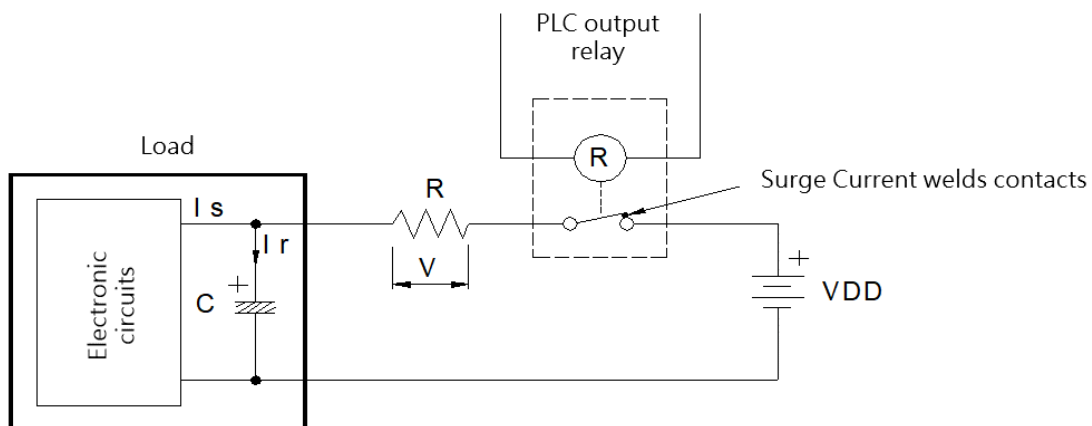 PLC output
relay
Load
R
R
Surge Current welds contacts
I s
I r
+
V
+
C
VDD
Electronic
circuits